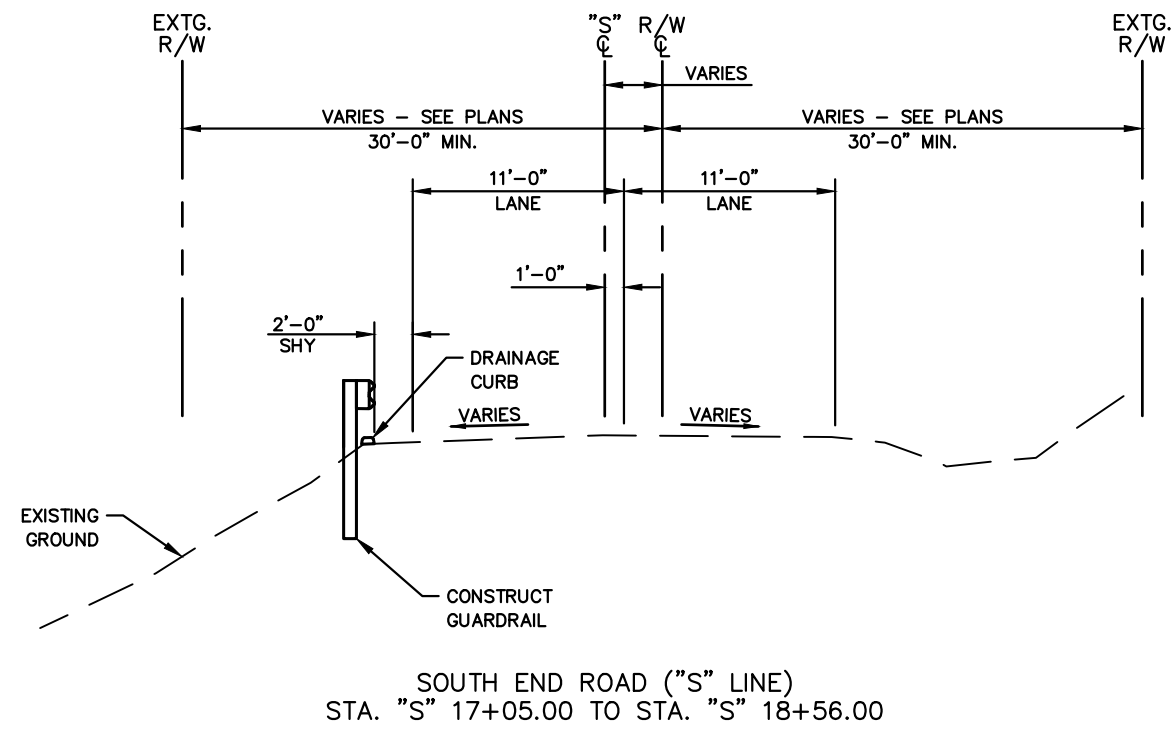 EXTG.
R/W
"S"
℄
R/W
℄
EXTG.
R/W
VARIES
VARIES - SEE PLANS
30'-0" MIN.
VARIES - SEE PLANS
30'-0" MIN.
11'-0"
LANE
11'-0"
LANE
1'-0"
2'-0"
SHY
DRAINAGE
CURB
VARIES
VARIES
EXISTING
GROUND
CONSTRUCT
GUARDRAIL
SOUTH END ROAD ("S" LINE)
STA. "S" 17+05.00 TO STA. "S" 18+56.00